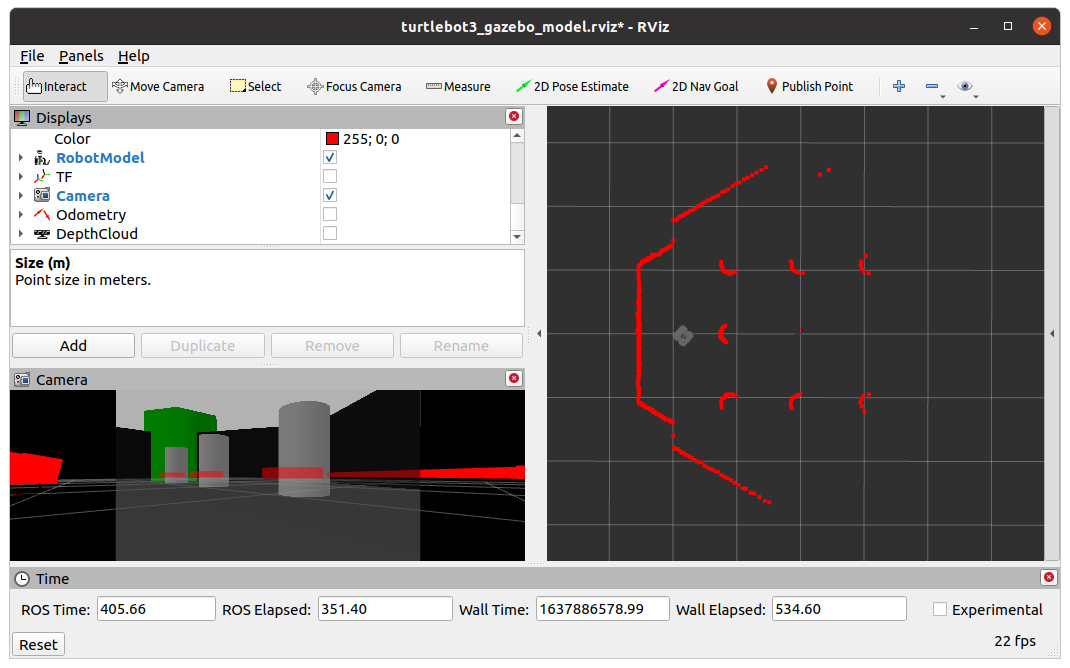 turtlebot3_gazebo_model.rviz* - RViz
File Panels Help
Interact Move Camera Select Focus Camera Measure 2D Pose Estimate 2D Nav Goal Publish Point
Displays
Color 255; 0; 0
RobotModel
TF
Camera
Odometry
DepthCloud
Size (m)
Point size in meters.
Add Duplicate Remove Rename
Camera
Time
ROS Time: 405.66 ROS Elapsed: 351.40 Wall Time: 1637886578.99 Wall Elapsed: 534.60 Experimental
Reset 22 fps